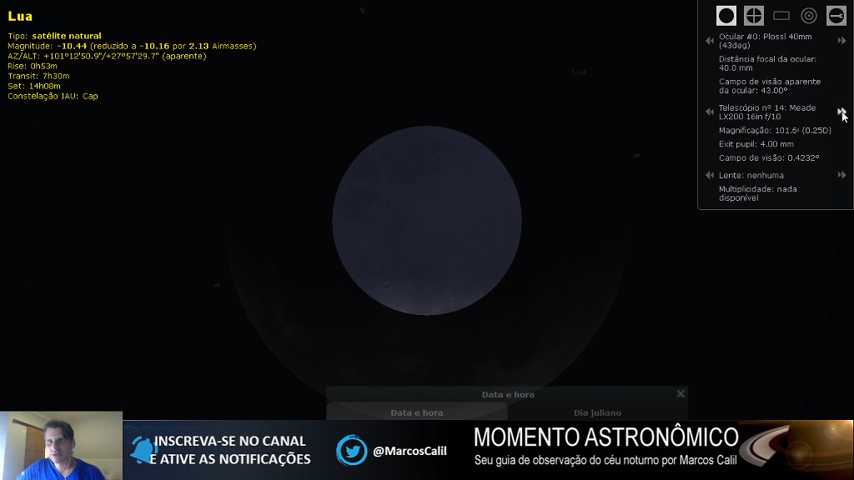 Lua
Tipo: satélite natural
Magnitude: -10.44 (reduzido a -10.16 por 2.13 Airmasses)
AZ/ALT: +101°12'50.9"/+27°57'29.7" (aparente)
Rise: 0h53m
Transit: 7h30m
Set: 14h08m
Constelação IAU: Cap
Lua
Ocular #0: Plossl 40mm
(43deg)
Distância focal da ocular:
40.0 mm
Campo de visão aparente
da ocular: 43.00°
Telescópio nº 14: Meade
LX200 16in f/10
Magnificação: 101.6ˣ (0.25D)
Exit pupil: 4.00 mm
Campo de visão: 0.4232°
Lente: nenhuma
Multiplicidade: nada
disponível
Data e hora
Data e hora
Dia juliano
INSCREVA-SE NO CANAL
E ATIVE AS NOTIFICAÇÕES
@MarcosCalil
MOMENTO ASTRONÔMICO
Seu guia de observação do céu noturno por Marcos Calil